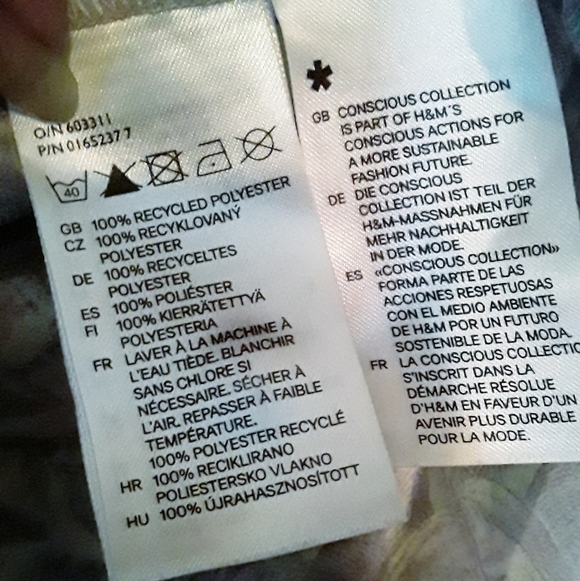 O/N 603311
P/N 0165237 7
40
GB 100% RECYCLED POLYESTER
CZ 100% RECYKLOVANÝ
POLYESTER
DE 100% RECYCELTES
POLYESTER
ES 100% POLIÉSTER
FI 100% KIERRÄTETTYÄ
POLYESTERIA
FR LAVER À LA MACHINE À
L'EAU TIÈDE. BLANCHIR
SANS CHLORE SI
NÉCESSAIRE. SÉCHER À
L'AIR. REPASSER À FAIBLE
TEMPÉRATURE.
100% POLYESTER RECYCLÉ
HR 100% RECIKLIRANO
POLIESTERSKO VLAKNO
HU 100% ÚJRAHASZNOSÍTOTT
*
GB CONSCIOUS COLLECTION
IS PART OF H&M´S
CONSCIOUS ACTIONS FOR
A MORE SUSTAINABLE
FASHION FUTURE.
DE DIE CONSCIOUS
COLLECTION IST TEIL DER
H&M-MASSNAHMEN FÜR
MEHR NACHHALTIGKEIT
IN DER MODE.
ES «CONSCIOUS COLLECTION»
FORMA PARTE DE LAS
ACCIONES RESPETUOSAS
CON EL MEDIO AMBIENTE
DE H&M POR UN FUTURO
SOSTENIBLE DE LA MODA.
FR LA CONSCIOUS COLLECTIO
S'INSCRIT DANS LA
DÉMARCHE RÉSOLUE
D'H&M EN FAVEUR D'UN
AVENIR PLUS DURABLE
POUR LA MODE.